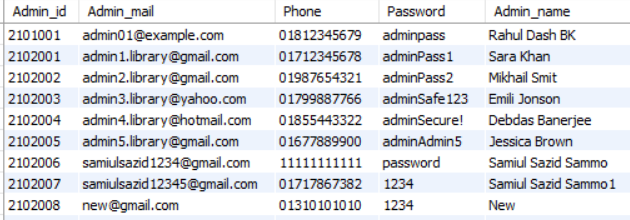 Admin_id Admin_mail Phone Password Admin_name
2101001 admin01@example.com 01812345679 adminpass Rahul Dash BK
2102001 admin1.library@gmail.com 01712345678 adminPass1 Sara Khan
2102002 admin2.library@gmail.com 01987654321 adminPass2 Mikhail Smit
2102003 admin3.library@yahoo.com 01799887766 adminSafe123 Emili Jonson
2102004 admin4.library@hotmail.com 01855443322 adminSecure! Debdas Banerjee
2102005 admin5.library@gmail.com 01677889900 adminAdmin5 Jessica Brown
2102006 samiulsazid1234@gmail.com 11111111111 password Samiul Sazid Sammo
2102007 samiulsazid12345@gmail.com 01717867382 1234 Samiul Sazid Sammo1
2102008 new@gmail.com 01310101010 1234 New